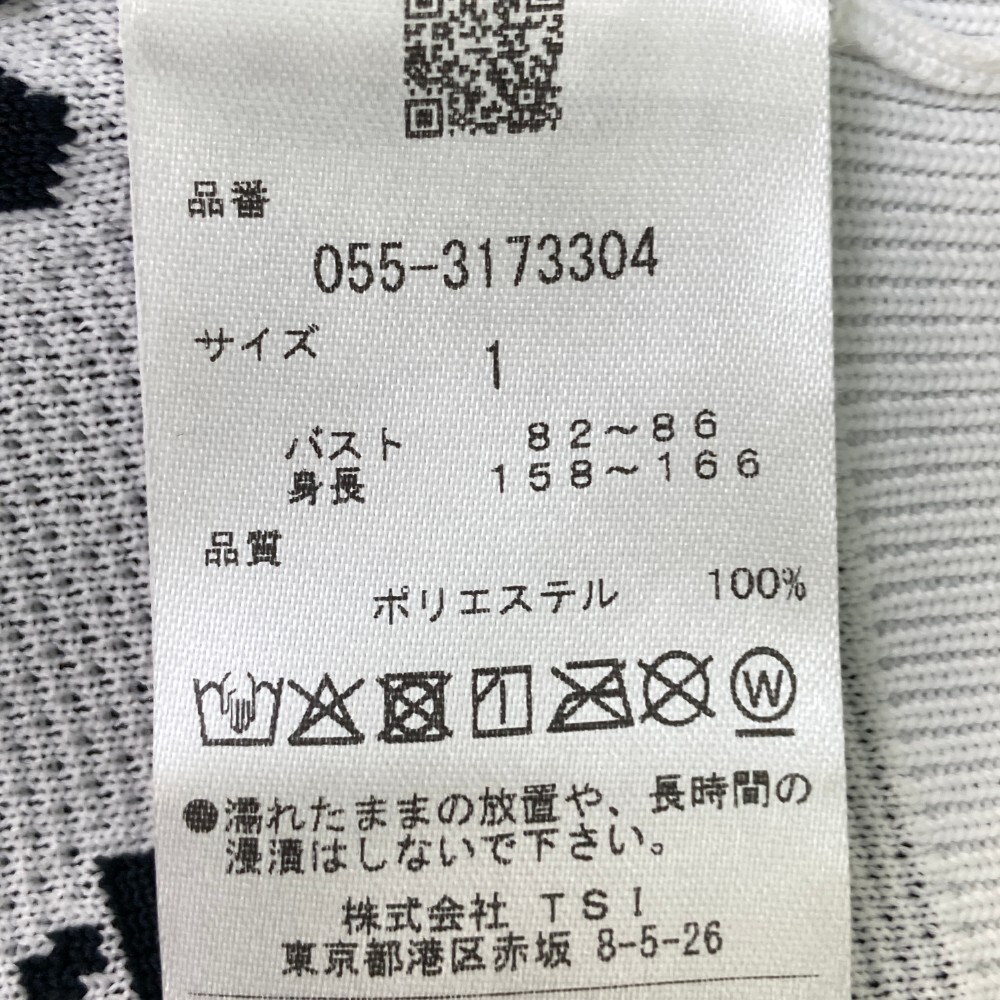 品番
055-3173304
サイズ 1
バスト 82～86
身長 158～166
品質
ポリエステル 100%
W
●濡れたままの放置や、長時間の
浸漬はしないで下さい。
株式会社 TSI
東京都港区赤坂 8-5-26